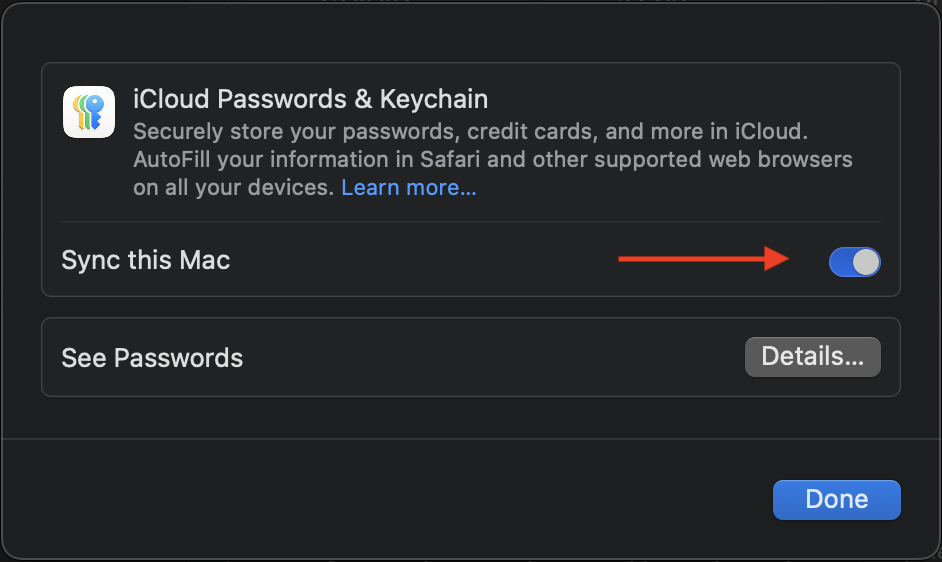 iCloud Passwords & Keychain
Securely store your passwords, credit cards, and more in iCloud.
AutoFill your information in Safari and other supported web browsers
on all your devices. Learn more...
Sync this Mac
See Passwords
Details...
Done